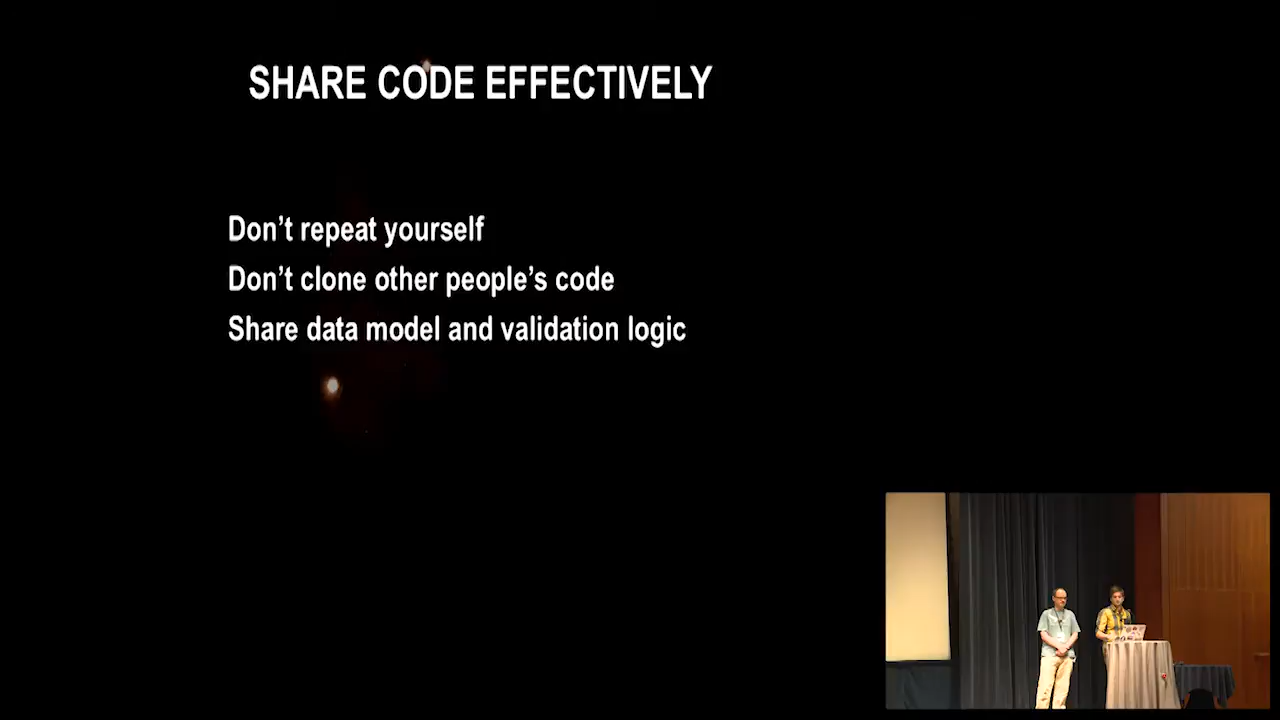 SHARE CODE EFFECTIVELY
Don’t repeat yourself
Don’t clone other people’s code
Share data model and validation logic